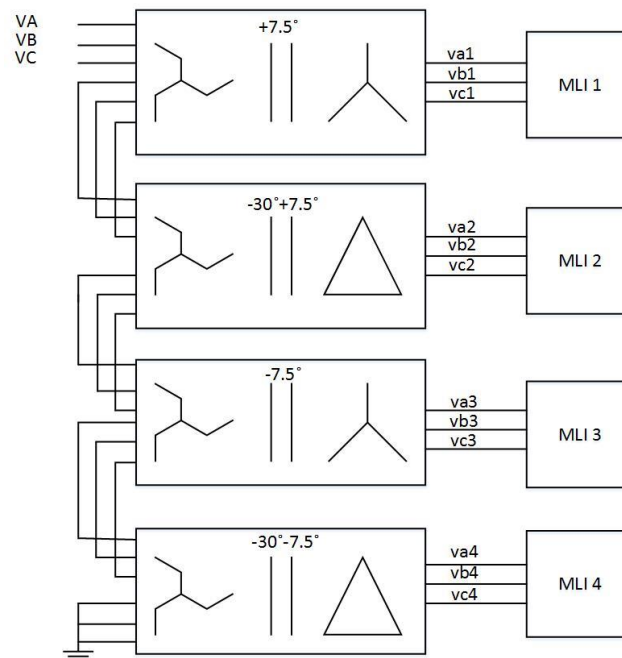 VA
VB
VC
+7.5˚
va1
vb1
vc1
MLI 1
-30˚+7.5˚
va2
vb2
vc2
MLI 2
-7.5˚
va3
vb3
vc3
MLI 3
-30˚-7.5˚
va4
vb4
vc4
MLI 4